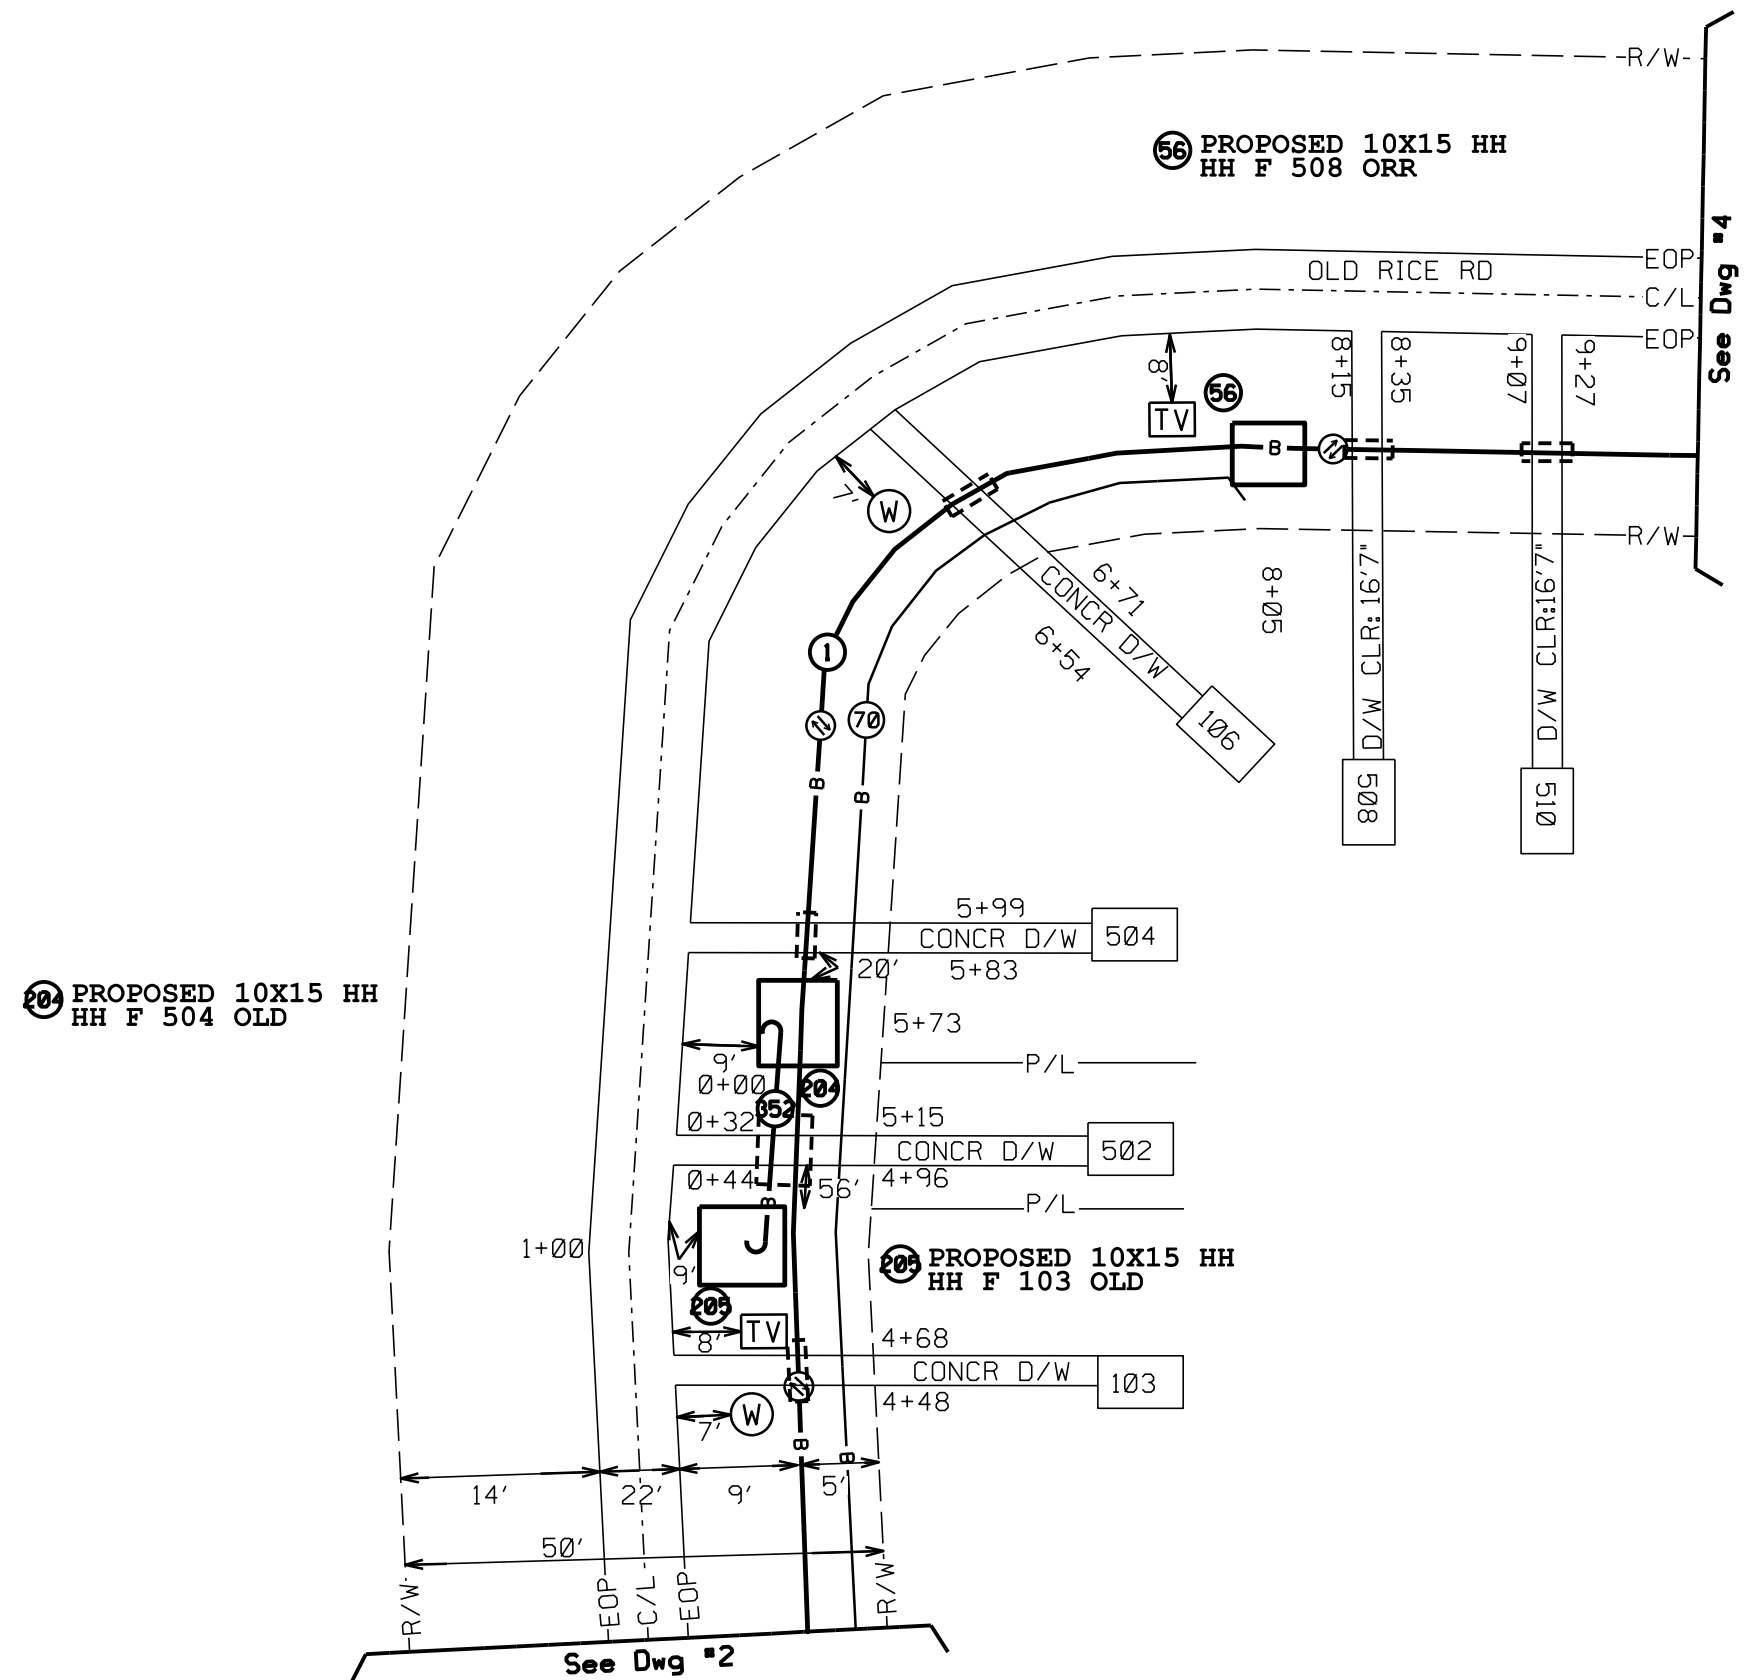 R/W
56 PROPOSED 10X15 HH
HH F 508 ORR
See Dwg "4
EOP
OLD RICE RD
C/L
EOP
8+15
8+35
9+07
9+27
8'
56
TV
B
7'
W
R/W
CONCR D/W
6+71
6+54
8+05
D/W CLR:16'7"
D/W CLR:16'7"
1
70
106
508
510
B
B
5+99
CONCR D/W
504
20'
5+83
204 PROPOSED 10X15 HH
HH F 504 OLD
5+73
9'
P/L
0+00
204
352
0+32
5+15
CONCR D/W
502
0+44
4+96
56'
B
P/L
1+00
205 PROPOSED 10X15 HH
HH F 103 OLD
9'
205
TV
8'
4+68
CONCR D/W
103
4+48
W
7'
B
B
14'
22'
9'
5'
50'
R/W
EOP
C/L
EOP
R/W
See Dwg "2